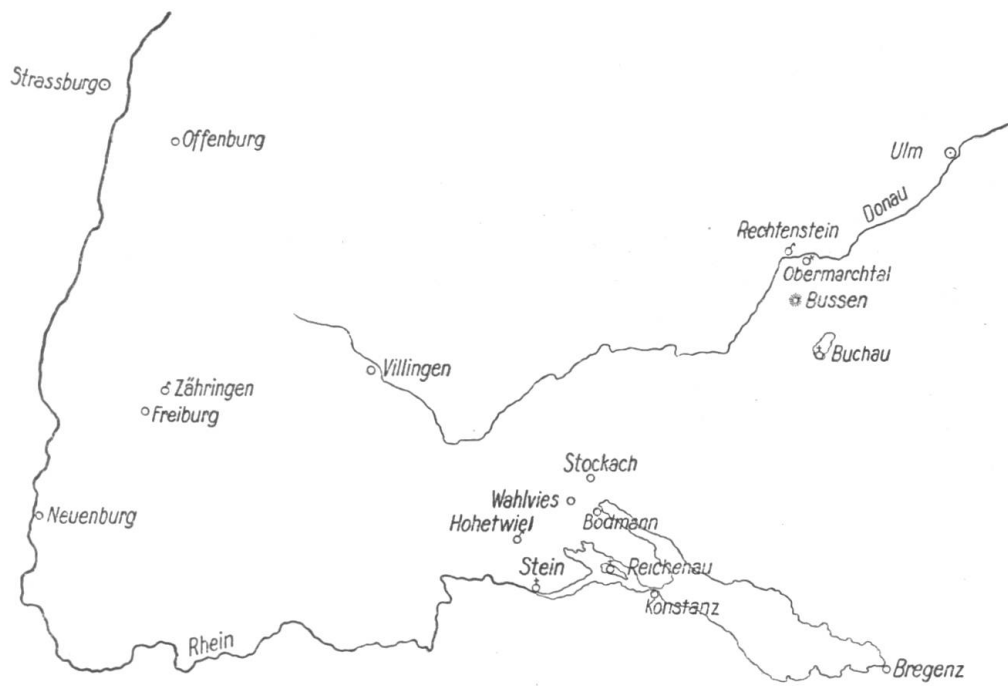 Strassburg
Offenburg
Ulm
Donau
Rechtenstein
Obermarchtal
Bussen
Buchau
Villingen
Zähringen
Freiburg
Stockach
Wahlvies
Bodmann
Neuenburg
Hohetwiel
Stein
Reichenau
Konstanz
Rhein
Bregenz